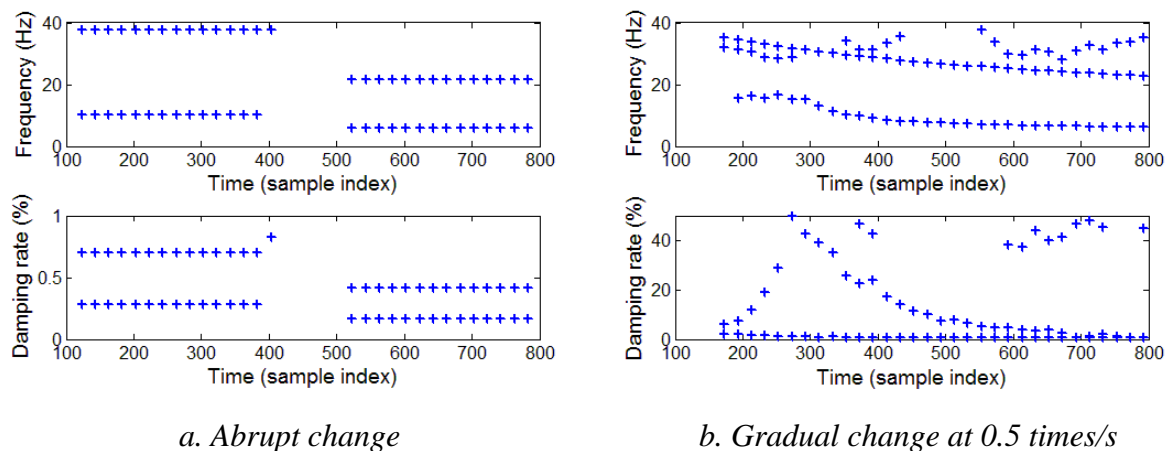 Frequency (Hz)
40
20
0
100 200 300 400 500 600 700 800
Time (sample index)
Damping rate (%)
1
0.5
0
100 200 300 400 500 600 700 800
Time (sample index)
a. Abrupt change
Frequency (Hz)
40
20
0
100 200 300 400 500 600 700 800
Time (sample index)
Damping rate (%)
40
20
0
100 200 300 400 500 600 700 800
Time (sample index)
b. Gradual change at 0.5 times/s